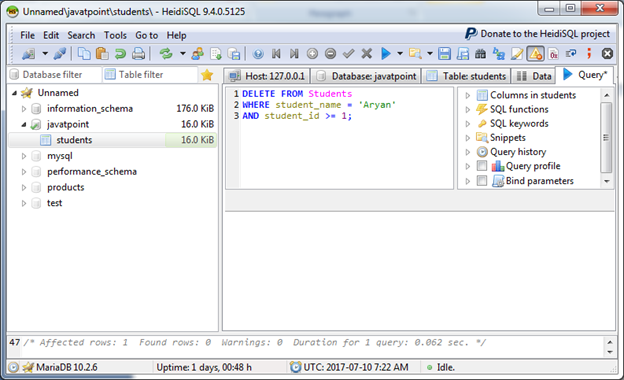 Unnamed\javatpoint\students\ - HeidiSQL 9.4.0.5125
File Edit Search Tools Go to Help
Donate to the HeidiSQL project
Database filter Table filter
Host: 127.0.0.1 Database: javatpoint Table: students Data Query*
Unnamed
information_schema 176.0 KiB
javatpoint 16.0 KiB
students 16.0 KiB
mysql
performance_schema
products
test
1 DELETE FROM Students
2 WHERE student_name = 'Aryan'
3 AND student_id >= 1;
Columns in students
SQL functions
SQL keywords
Snippets
Query history
Query profile
Bind parameters
47 /* Affected rows: 1 Found rows: 0 Warnings: 0 Duration for 1 query: 0.062 sec. */
MariaDB 10.2.6 Uptime: 1 days, 00:48 h UTC: 2017-07-10 7:22 AM Idle.